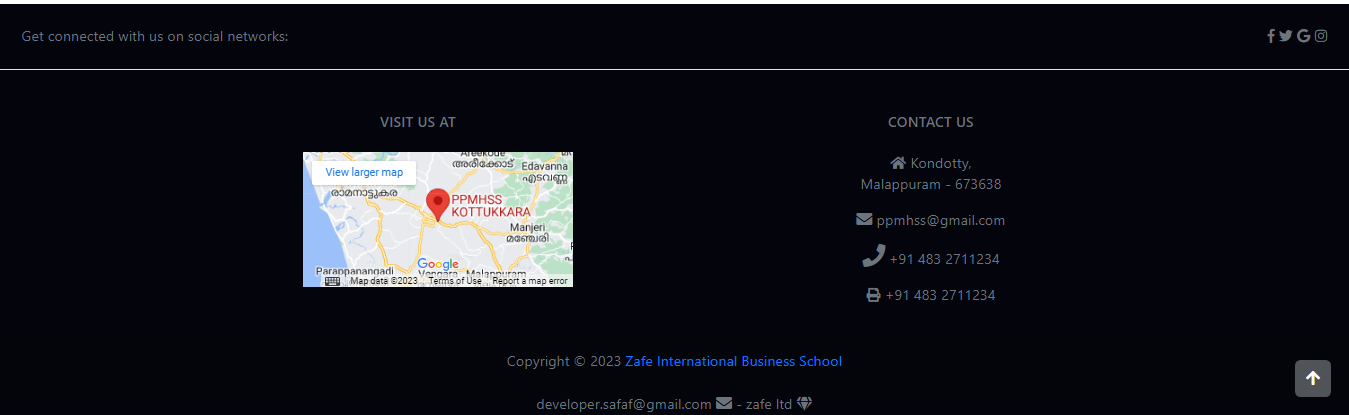 Get connected with us on social networks:
VISIT US AT
CONTACT US
View larger map
Areekode
അരീക്കോട്
Edavanna
എടവണ്ണ
രാമനാട്ടുകര
PPMHSS
KOTTUKKARA
Manjeri
മഞ്ചേരി
Google
Parappanangadi
Vengara
Malappuram
Map data ©2023
Terms of Use
Report a map error
Kondotty,
Malappuram - 673638
ppmhss@gmail.com
+91 483 2711234
+91 483 2711234
Copyright © 2023 Zafe International Business School
developer.safaf@gmail.com - zafe ltd